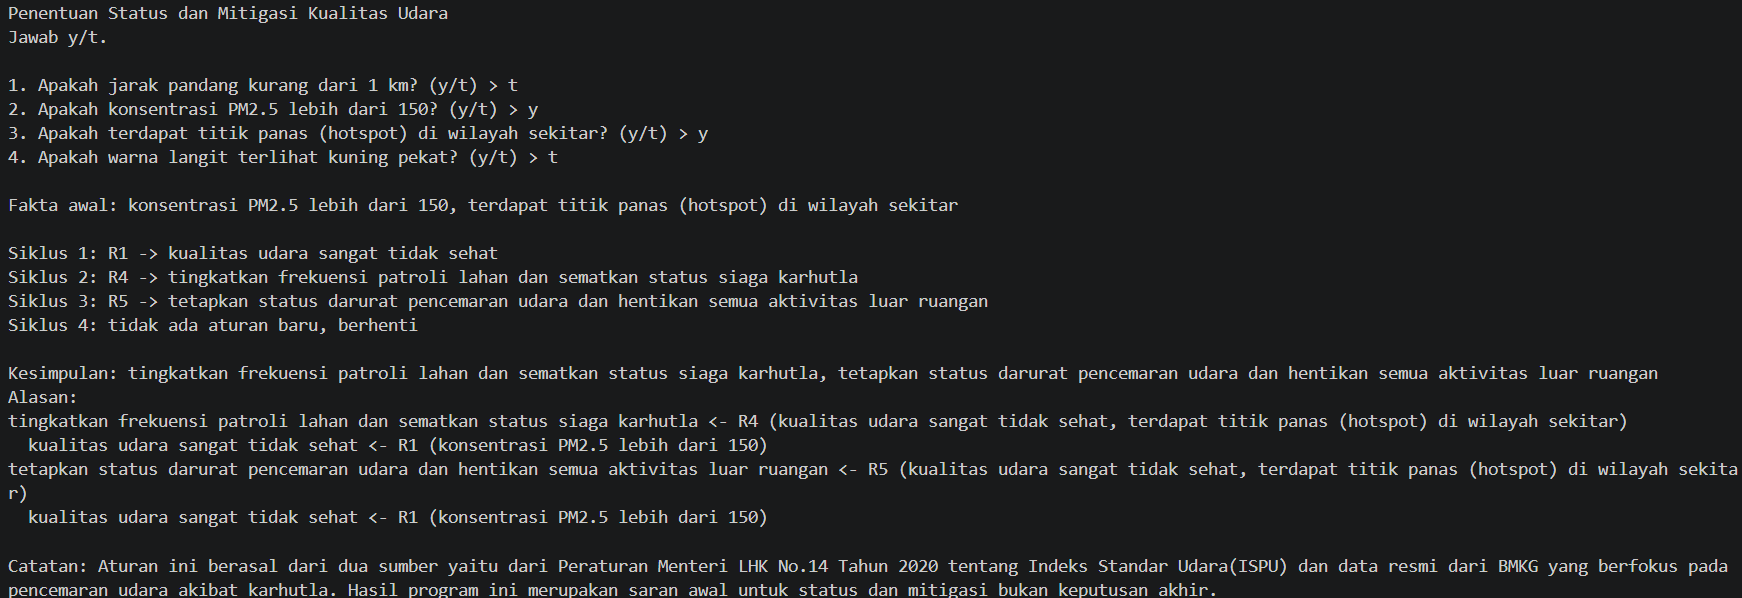 Penentuan Status dan Mitigasi Kualitas Udara
Jawab y/t.
1. Apakah jarak pandang kurang dari 1 km? (y/t) > t
2. Apakah konsentrasi PM2.5 lebih dari 150? (y/t) > y
3. Apakah terdapat titik panas (hotspot) di wilayah sekitar? (y/t) > y
4. Apakah warna langit terlihat kuning pekat? (y/t) > t
Fakta awal: konsentrasi PM2.5 lebih dari 150, terdapat titik panas (hotspot) di wilayah sekitar
Siklus 1: R1 -> kualitas udara sangat tidak sehat
Siklus 2: R4 -> tingkatkan frekuensi patroli lahan dan sematkan status siaga karhutla
Siklus 3: R5 -> tetapkan status darurat pencemaran udara dan hentikan semua aktivitas luar ruangan
Siklus 4: tidak ada aturan baru, berhenti
Kesimpulan: tingkatkan frekuensi patroli lahan dan sematkan status siaga karhutla, tetapkan status darurat pencemaran udara dan hentikan semua aktivitas luar ruangan
Alasan:
tingkatkan frekuensi patroli lahan dan sematkan status siaga karhutla <- R4 (kualitas udara sangat tidak sehat, terdapat titik panas (hotspot) di wilayah sekitar)
  kualitas udara sangat tidak sehat <- R1 (konsentrasi PM2.5 lebih dari 150)
tetapkan status darurat pencemaran udara dan hentikan semua aktivitas luar ruangan <- R5 (kualitas udara sangat tidak sehat, terdapat titik panas (hotspot) di wilayah sekita
r)
  kualitas udara sangat tidak sehat <- R1 (konsentrasi PM2.5 lebih dari 150)
Catatan: Aturan ini berasal dari dua sumber yaitu dari Peraturan Menteri LHK No.14 Tahun 2020 tentang Indeks Standar Udara(ISPU) dan data resmi dari BMKG yang berfokus pada
pencemaran udara akibat karhutla. Hasil program ini merupakan saran awal untuk status dan mitigasi bukan keputusan akhir.